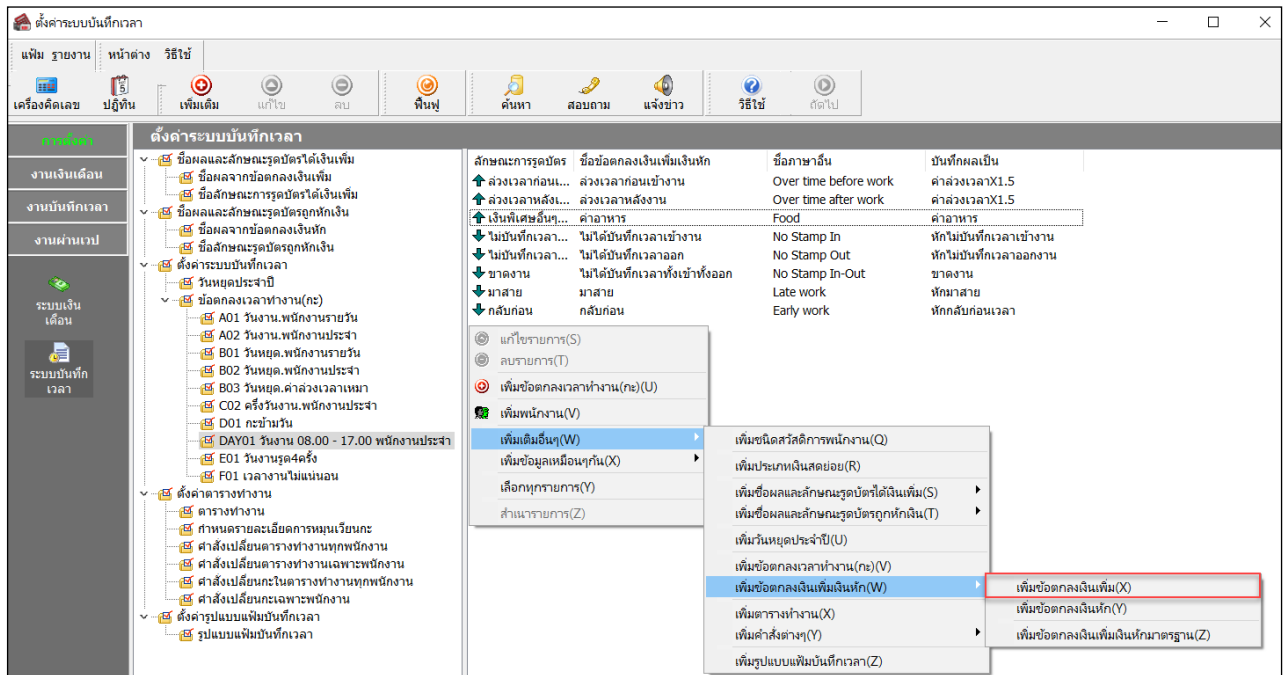 ตั้งค่าระบบบันทึกเวลา
แฟ้ม รายงาน หน้าต่าง วิธีใช้
เครื่องคิดเลข ปฏิทิน เพิ่มเติม แก้ไข ลบ ฟื้นฟู ค้นหา สอบถาม แจ้งข่าว วิธีใช้ ถัดไป
การตั้งค่า
งานเงินเดือน
งานบันทึกเวลา
งานผ่านเวป
ระบบเงิน
เดือน
ระบบบันทึก
เวลา
ตั้งค่าระบบบันทึกเวลา
ชื่อผลและลักษณะรูดบัตรได้เงินเพิ่ม
ชื่อผลจากข้อตกลงเงินเพิ่ม
ชื่อลักษณะการรูดบัตรได้เงินเพิ่ม
ชื่อผลและลักษณะรูดบัตรถูกหักเงิน
ชื่อผลจากข้อตกลงเงินหัก
ชื่อลักษณะรูดบัตรถูกหักเงิน
ตั้งค่าระบบบันทึกเวลา
วันหยุดประจำปี
ข้อตกลงเวลาทำงาน(กะ)
A01 วันงาน.พนักงานรายวัน
A02 วันงาน.พนักงานประจำ
B01 วันหยุด.พนักงานรายวัน
B02 วันหยุด.พนักงานประจำ
B03 วันหยุด.ค่าล่วงเวลาเหมา
C02 ครึ่งวันงาน.พนักงานประจำ
D01 กะข้ามวัน
DAY01 วันงาน 08.00 - 17.00 พนักงานประจำ
E01 วันงานรูด4ครั้ง
F01 เวลางานไม่แน่นอน
ตั้งค่าตารางทำงาน
ตารางทำงาน
กำหนดรายละเอียดการหมุนเวียนกะ
คำสั่งเปลี่ยนตารางทำงานทุกพนักงาน
คำสั่งเปลี่ยนตารางทำงานเฉพาะพนักงาน
คำสั่งเปลี่ยนกะในตารางทำงานทุกพนักงาน
คำสั่งเปลี่ยนกะเฉพาะพนักงาน
ตั้งค่ารูปแบบแฟ้มบันทึกเวลา
รูปแบบแฟ้มบันทึกเวลา
ลักษณะการรูดบัตร ชื่อข้อตกลงเงินเพิ่มเงินหัก ชื่อภาษาอื่น บันทึกผลเป็น
ล่วงเวลาก่อนเ... ล่วงเวลาก่อนเข้างาน Over time before work ค่าล่วงเวลาX1.5
ล่วงเวลาหลังเ... ล่วงเวลาหลังงาน Over time after work ค่าล่วงเวลาX1.5
เงินพิเศษอื่นๆ... ค่าอาหาร Food ค่าอาหาร
ไม่บันทึกเวลา... ไม่ได้บันทึกเวลาเข้างาน No Stamp In หักไม่บันทึกเวลาเข้างาน
ไม่บันทึกเวลา... ไม่ได้บันทึกเวลาออก No Stamp Out หักไม่บันทึกเวลาออกงาน
ขาดงาน ไม่ได้บันทึกเวลาทั้งเข้าทั้งออก No Stamp In-Out ขาดงาน
มาสาย มาสาย Late work หักมาสาย
กลับก่อน กลับก่อน Early work หักกลับก่อนเวลา
แก้ไขรายการ(S)
ลบรายการ(T)
เพิ่มข้อตกลงเวลาทำงาน(กะ)(U)
เพิ่มพนักงาน(V)
เพิ่มเติมอื่นๆ(W)
เพิ่มข้อมูลเหมือนๆกัน(X)
เลือกทุกรายการ(Y)
สำเนารายการ(Z)
เพิ่มชนิดสวัสดิการพนักงาน(Q)
เพิ่มประเภทเงินสดย่อย(R)
เพิ่มชื่อผลและลักษณะรูดบัตรได้เงินเพิ่ม(S)
เพิ่มชื่อผลและลักษณะรูดบัตรถูกหักเงิน(T)
เพิ่มวันหยุดประจำปี(U)
เพิ่มข้อตกลงเวลาทำงาน(กะ)(V)
เพิ่มข้อตกลงเงินเพิ่มเงินหัก(W)
เพิ่มตารางทำงาน(X)
เพิ่มคำสั่งต่างๆ(Y)
เพิ่มรูปแบบแฟ้มบันทึกเวลา(Z)
เพิ่มข้อตกลงเงินเพิ่ม(X)
เพิ่มข้อตกลงเงินหัก(Y)
เพิ่มข้อตกลงเงินเพิ่มเงินหักมาตรฐาน(Z)